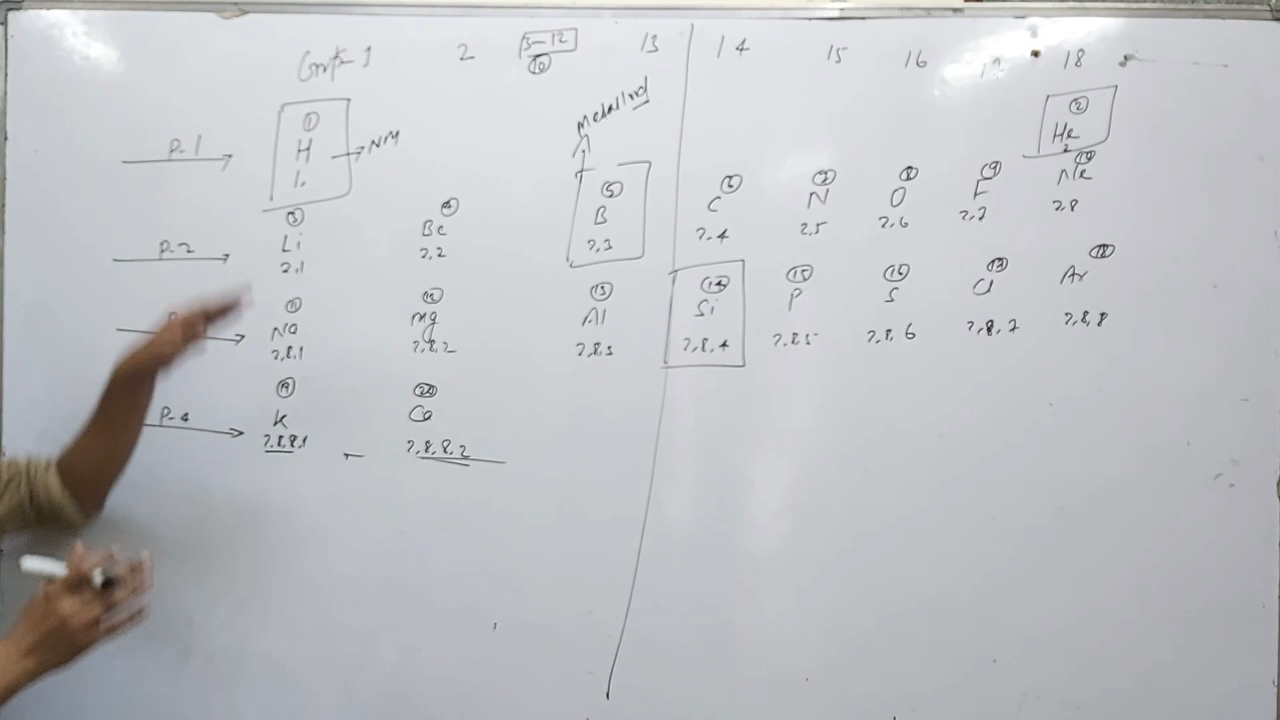 Group-1 2 3-12 13 14 15 16 17 18
10
Metalloid
P-1 1 H 1. → NM 2 He 2
P-2 3 Li 2,1 4 Be 2,2 5 B 2,3 6 C 2.4 7 N 2,5 8 O 2,6 9 F 2,7 10 Ne 2,8
11 Na 2,8,1 12 Mg 2,8,2 13 Al 2,8,3 14 Si 2,8,4 15 P 2,8,5 16 S 2,8,6 Cl 2,8,7 18 Ar 2,8,8
P-4 19 K 2,8,8,1 20 Ca 2,8,8,2